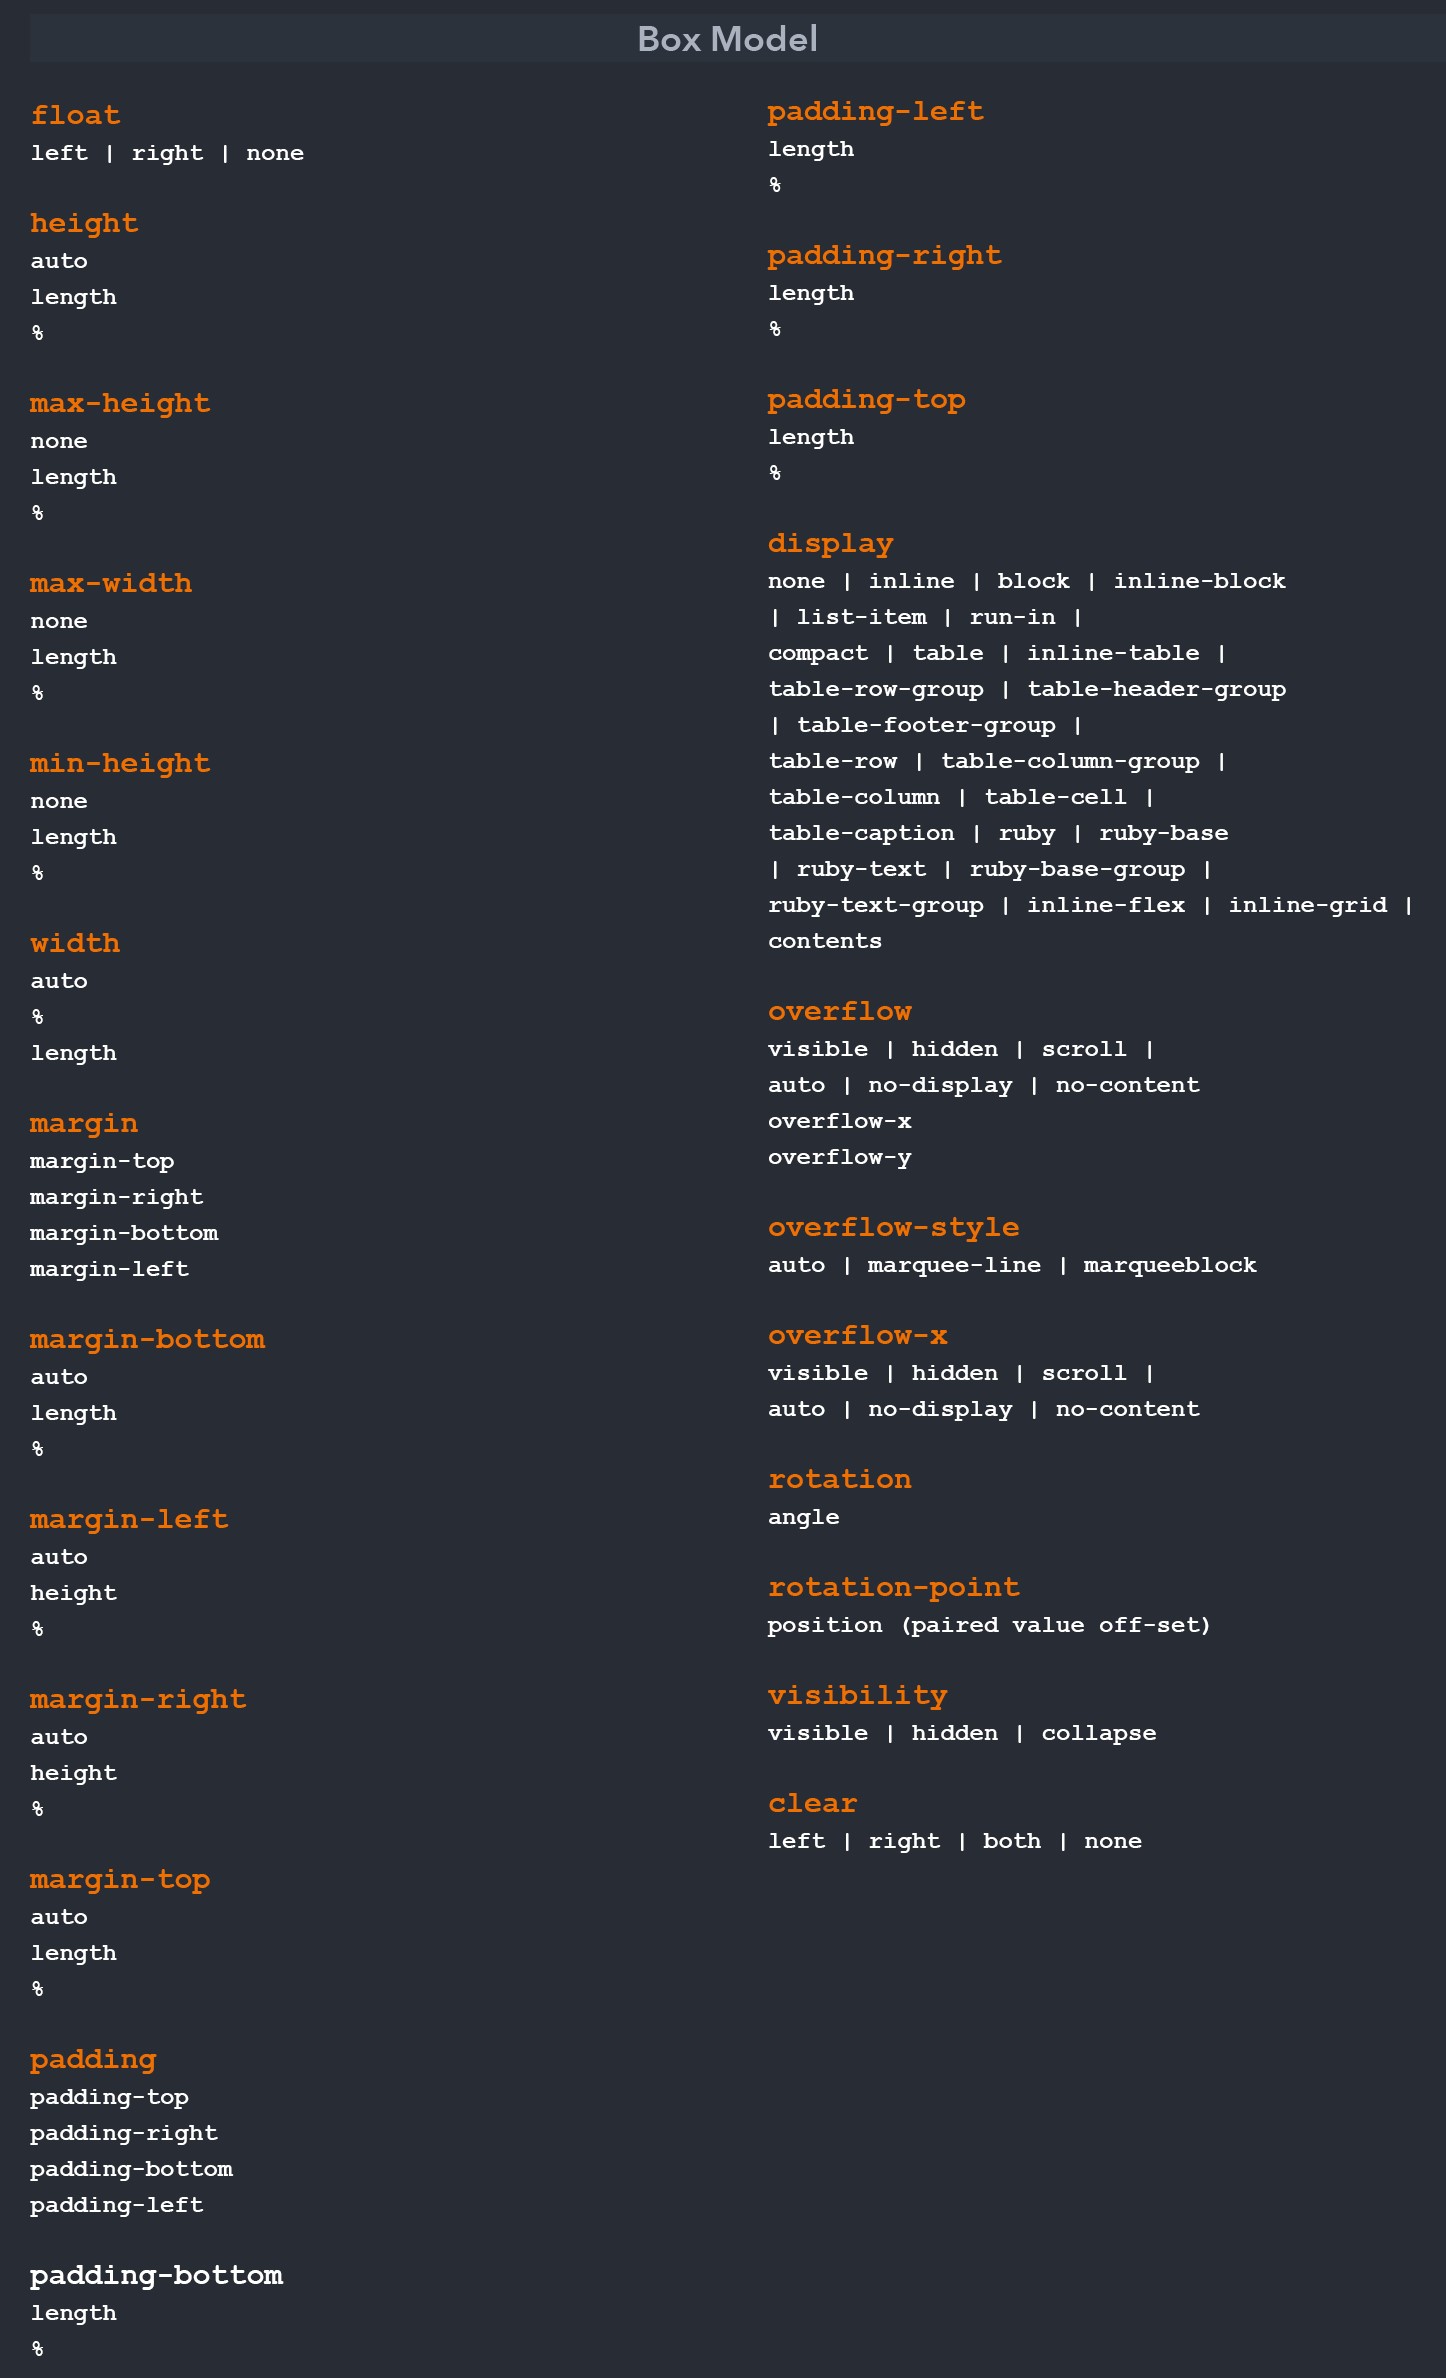 Box Model
float
left | right | none
height
auto
length
%
max-height
none
length
%
max-width
none
length
%
min-height
none
length
%
width
auto
%
length
margin
margin-top
margin-right
margin-bottom
margin-left
margin-bottom
auto
length
%
margin-left
auto
height
%
margin-right
auto
height
%
margin-top
auto
length
%
padding
padding-top
padding-right
padding-bottom
padding-left
padding-bottom
length
%
padding-left
length
%
padding-right
length
%
padding-top
length
%
display
none | inline | block | inline-block
| list-item | run-in |
compact | table | inline-table |
table-row-group | table-header-group
| table-footer-group |
table-row | table-column-group |
table-column | table-cell |
table-caption | ruby | ruby-base
| ruby-text | ruby-base-group |
ruby-text-group | inline-flex | inline-grid |
contents
overflow
visible | hidden | scroll |
auto | no-display | no-content
overflow-x
overflow-y
overflow-style
auto | marquee-line | marqueeblock
overflow-x
visible | hidden | scroll |
auto | no-display | no-content
rotation
angle
rotation-point
position (paired value off-set)
visibility
visible | hidden | collapse
clear
left | right | both | none